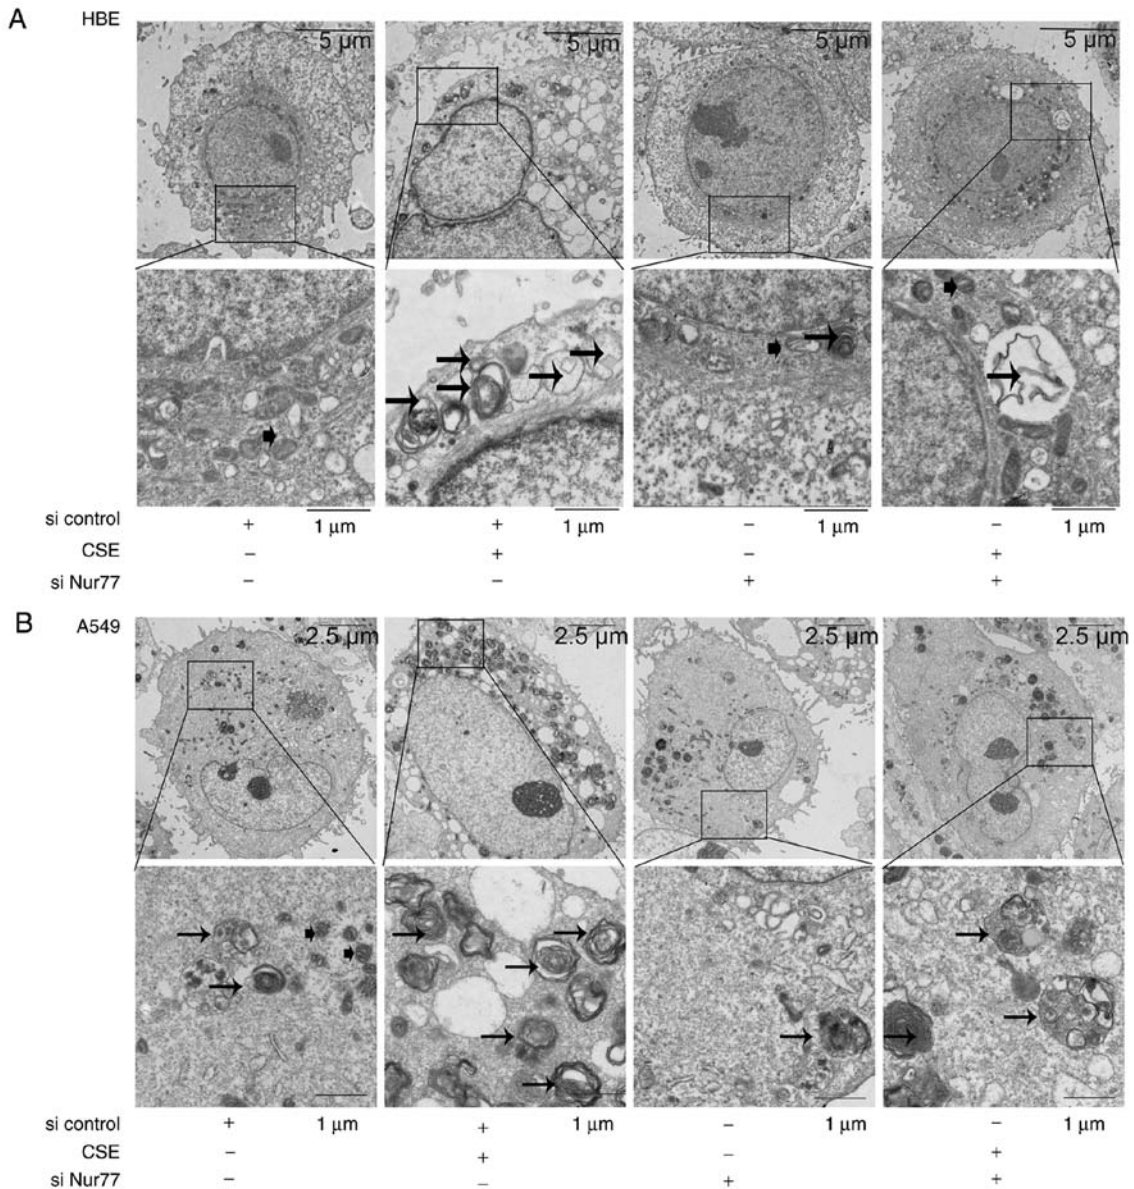 A HBE
5 μm 5 μm 5 μm 5 μm
si control + 1 μm + 1 μm – 1 μm – 1 μm
CSE – + – +
si Nur77 – – + +
B A549
2.5 μm 2.5 μm 2.5 μm 2.5 μm
si control + 1 μm + 1 μm – 1 μm – 1 μm
CSE – + – +
si Nur77 – – + +